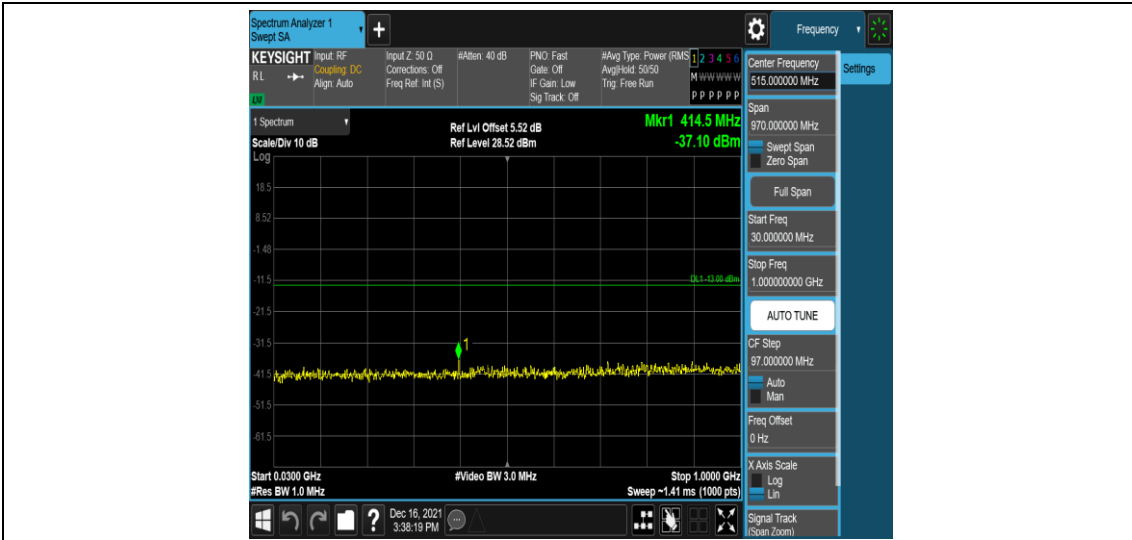 Spectrum Analyzer 1
Swept SA
+
Frequency
KEYSIGHT
RL
LXI
Input: RF
Coupling: DC
Align: Auto
Input Z: 50 Ω
Corrections: Off
Freq Ref: Int (S)
#Atten: 40 dB
PNO: Fast
Gate: Off
IF Gain: Low
Sig Track: Off
#Avg Type: Power (RMS
Avg|Hold: 50/50
Trig: Free Run
1 2 3 4 5 6
M W W W W W
P P P P P P
1 Spectrum
Scale/Div 10 dB
Log
Ref Lvl Offset 5.52 dB
Ref Level 28.52 dBm
Mkr1 414.5 MHz
-37.10 dBm
18.5
8.52
-1.48
-11.5
DL1 -13.00 dBm
-21.5
-31.5
1
-41.5
-51.5
-61.5
Start 0.0300 GHz
#Res BW 1.0 MHz
#Video BW 3.0 MHz
Stop 1.0000 GHz
Sweep ~1.41 ms (1000 pts)
?
Dec 16, 2021
3:38:19 PM
Center Frequency
515.000000 MHz
Settings
Span
970.000000 MHz
Swept Span
Zero Span
Full Span
Start Freq
30.000000 MHz
Stop Freq
1.000000000 GHz
AUTO TUNE
CF Step
97.000000 MHz
Auto
Man
Freq Offset
0 Hz
X Axis Scale
Log
Lin
Signal Track
(Span Zoom)